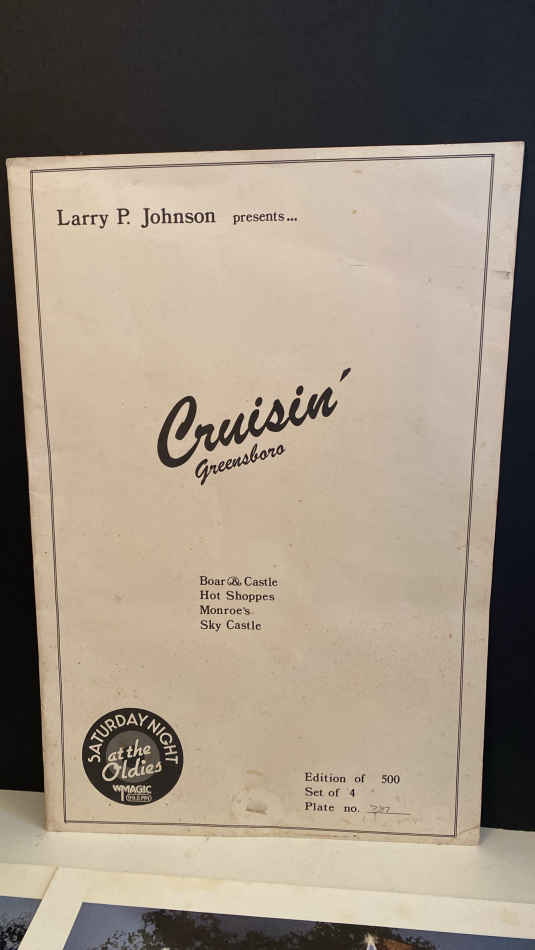 Larry P. Johnson presents...
Cruisin'
Greensboro
Boar & Castle
Hot Shoppes
Monroe's
Sky Castle
SATURDAY NIGHT
at the
Oldies
WMAGIC
Edition of 500
Set of 4
Plate no.